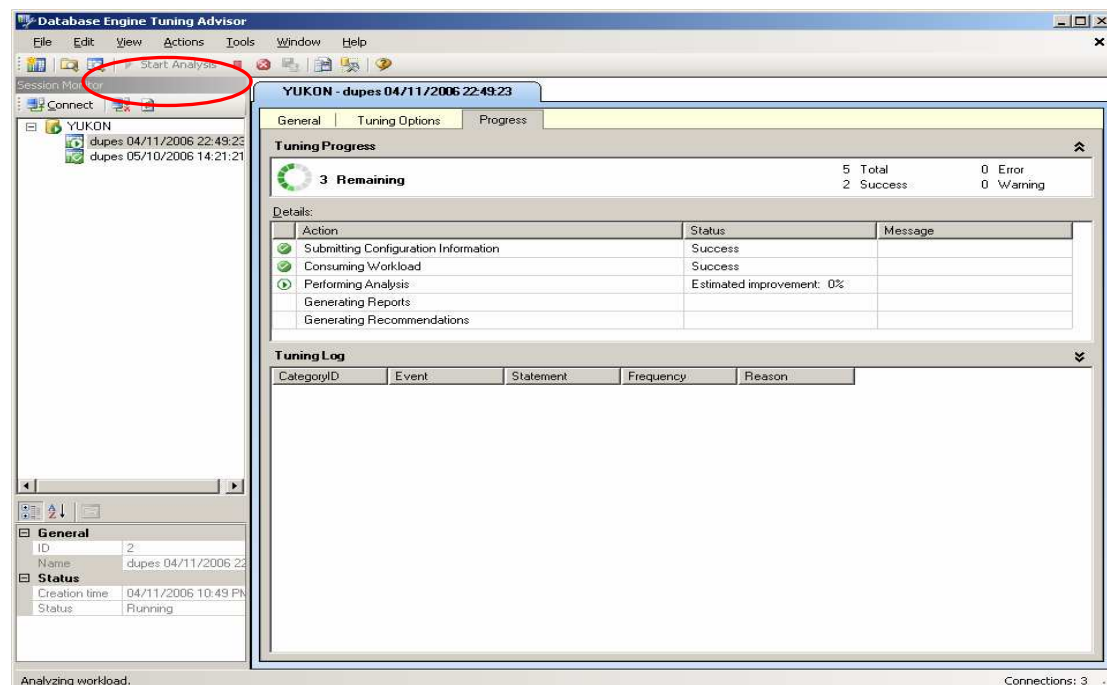 Database Engine Tuning Advisor
File Edit View Actions Tools Window Help
Start Analysis
Session Monitor
Connect
YUKON
dupes 04/11/2006 22:49:23
dupes 05/10/2006 14:21:21
General
ID 2
Name dupes 04/11/2006 22
Status
Creation time 04/11/2006 10:49 PM
Status Running
YUKON - dupes 04/11/2006 22:49:23
General Tuning Options Progress
Tuning Progress
3 Remaining
5 Total 0 Error
2 Success 0 Warning
Details:
Action Status Message
Submitting Configuration Information Success
Consuming Workload Success
Performing Analysis Estimated improvement: 0%
Generating Reports
Generating Recommendations
Tuning Log
CategoryID Event Statement Frequency Reason
Analyzing workload. Connections: 3